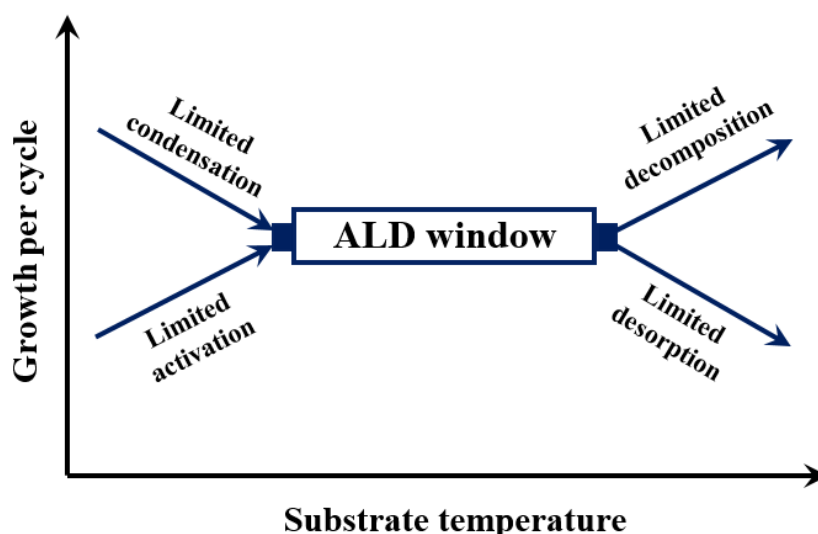 Growth per cycle
Limited
condensation
Limited
activation
ALD window
Limited
decomposition
Limited
desorption
Substrate temperature